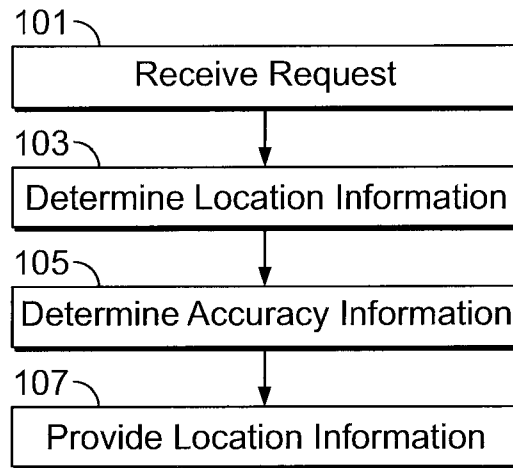 101
Receive Request
103
Determine Location Information
105
Determine Accuracy Information
107
Provide Location Information